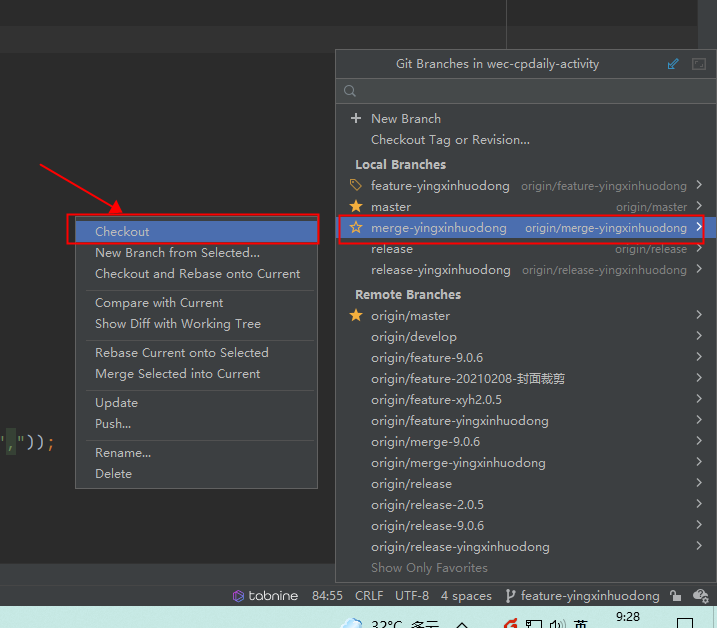 Git Branches in wec-cpdaily-activity
New Branch
Checkout Tag or Revision...
Local Branches
feature-yingxinhuodong origin/feature-yingxinhuodong
master origin/master
merge-yingxinhuodong origin/merge-yingxinhuodong
release origin/release
release-yingxinhuodong origin/release-yingxinhuodong
Remote Branches
origin/master
origin/develop
origin/feature-9.0.6
origin/feature-20210208-封面裁剪
origin/feature-xyh2.0.5
origin/feature-yingxinhuodong
origin/merge-9.0.6
origin/merge-yingxinhuodong
origin/release
origin/release-2.0.5
origin/release-9.0.6
origin/release-yingxinhuodong
Show Only Favorites
Checkout
New Branch from Selected...
Checkout and Rebase onto Current
Compare with Current
Show Diff with Working Tree
Rebase Current onto Selected
Merge Selected into Current
Update
Push...
Rename...
Delete
","));
tabnine 84:55 CRLF UTF-8 4 spaces feature-yingxinhuodong
32°C 多云 英 9:28